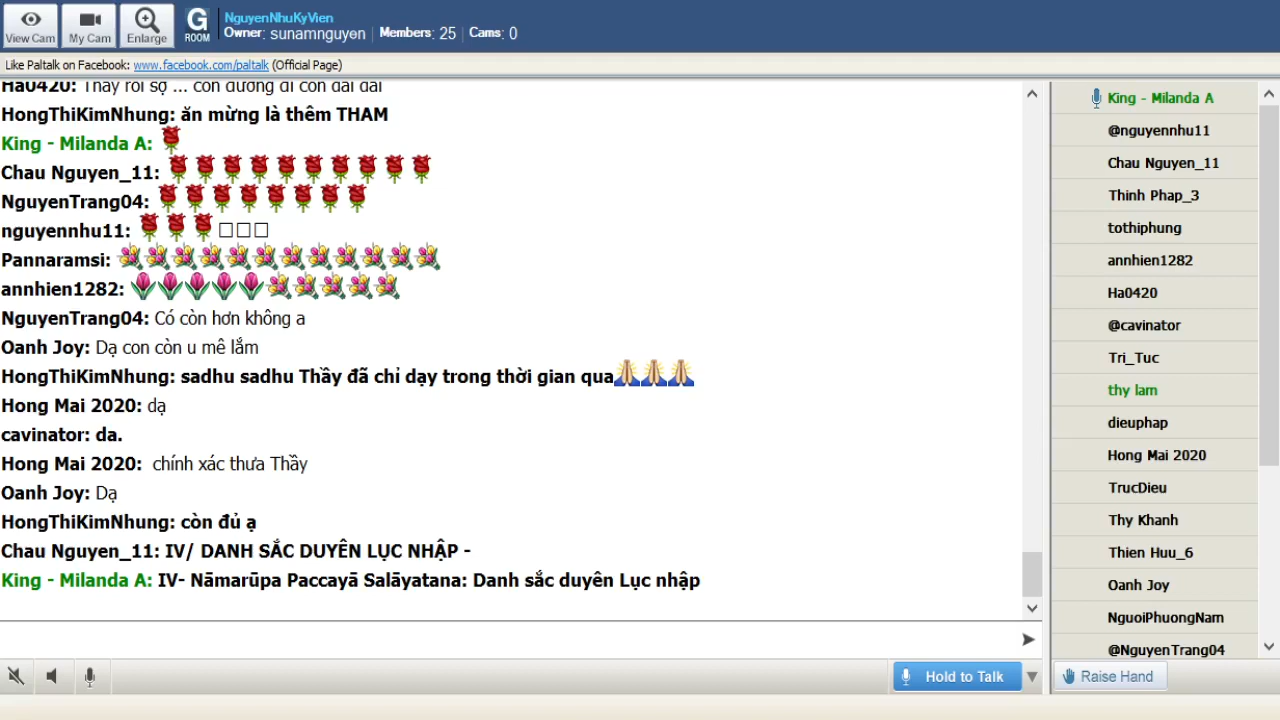 View Cam
My Cam
Enlarge
G
ROOM
NguyenNhuKyVien
Owner: sunamnguyen
Members: 25
Cams: 0
Like Paltalk on Facebook: www.facebook.com/paltalk (Official Page)
HongThiKimNhung: ăn mừng là thêm THAM
King - Milanda A:
Chau Nguyen_11:
NguyenTrang04:
nguyennhu11:
Pannaramsi:
annhien1282:
NguyenTrang04: Có còn hơn không a
Oanh Joy: Dạ con còn u mê lắm
HongThiKimNhung: sadhu sadhu Thầy đã chỉ dạy trong thời gian qua
Hong Mai 2020: dạ
cavinator: da.
Hong Mai 2020: chính xác thưa Thầy
Oanh Joy: Dạ
HongThiKimNhung: còn đủ ạ
Chau Nguyen_11: IV/ DANH SẮC DUYÊN LỤC NHẬP -
King - Milanda A: IV- Nāmarūpa Paccayā Salāyatana: Danh sắc duyên Lục nhập
Hold to Talk
King - Milanda A
@nguyennhu11
Chau Nguyen_11
Thinh Phap_3
tothiphung
annhien1282
Ha0420
@cavinator
Tri_Tuc
thy lam
dieuphap
Hong Mai 2020
TrucDieu
Thy Khanh
Thien Huu_6
Oanh Joy
NguoiPhuongNam
@NguyenTrang04
Raise Hand